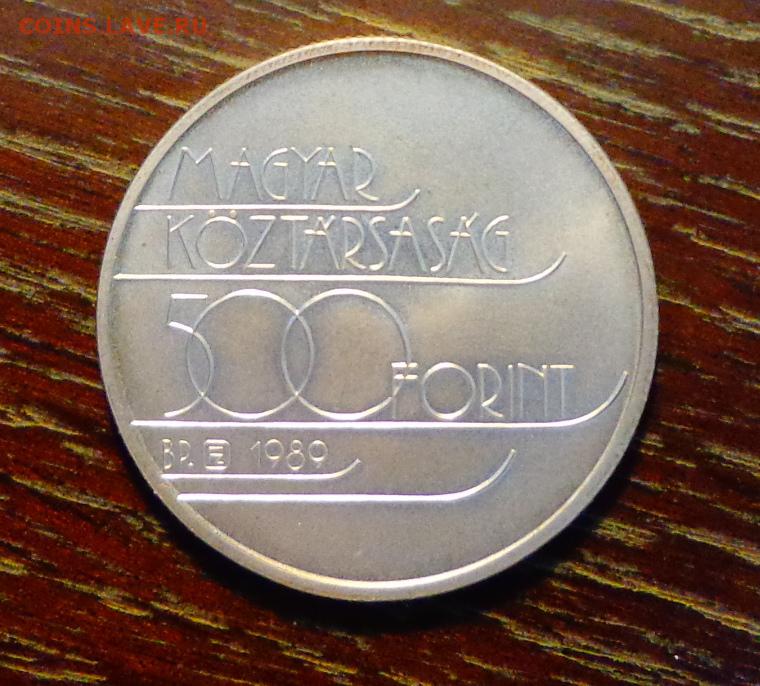 COINS.LAVE.RU
MAGYAR
KÖZTÁRSASÁG
500 FORINT
BP. 1989